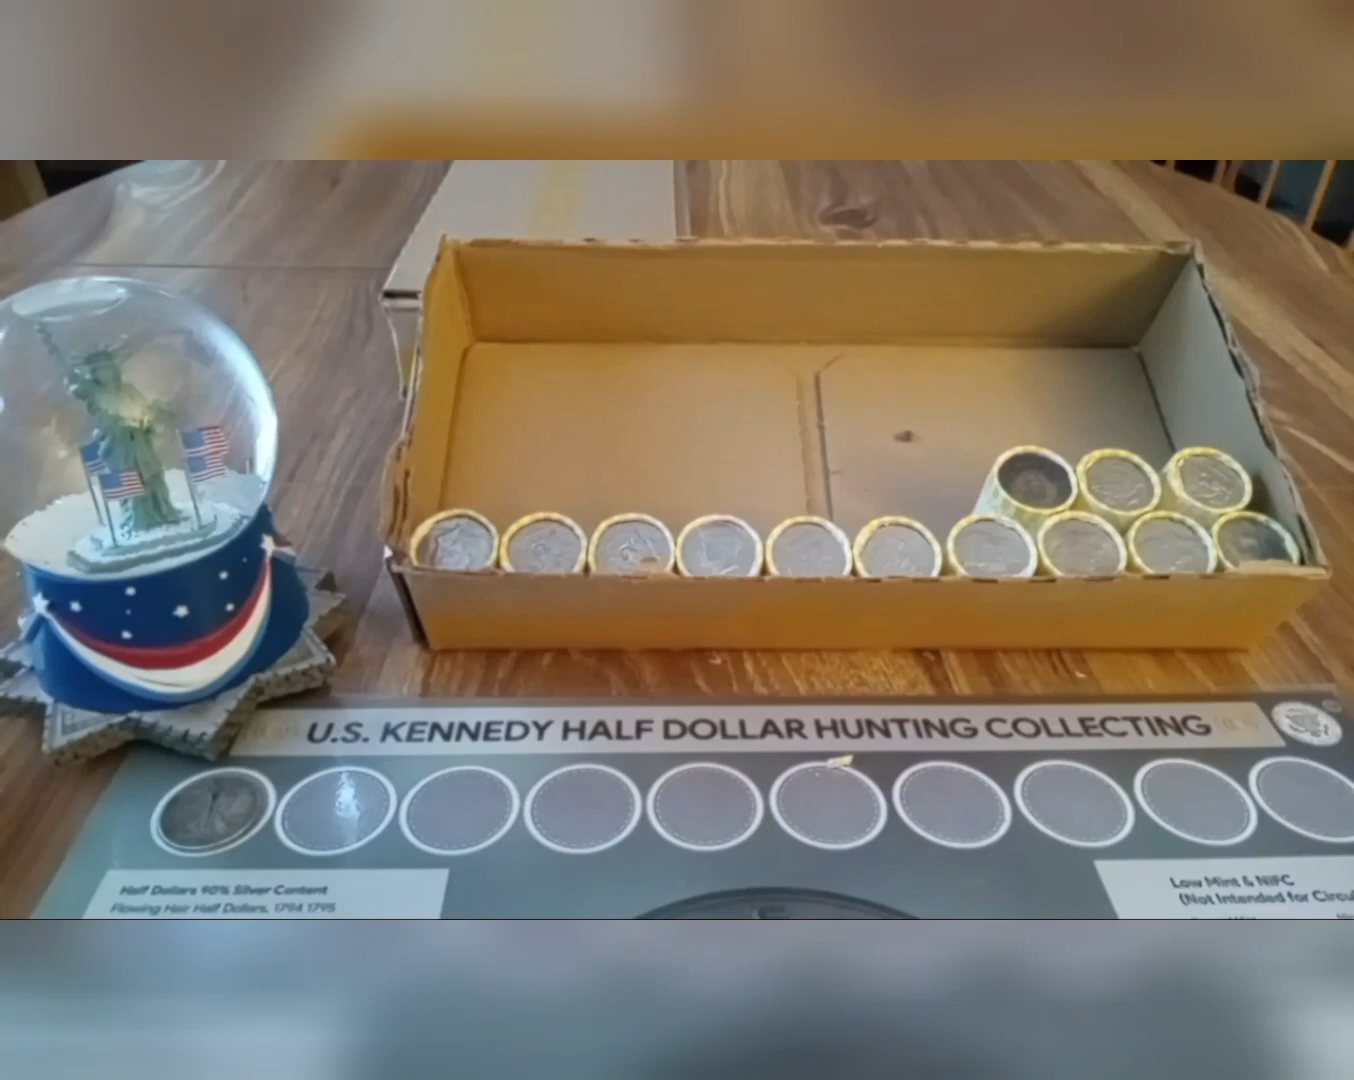 U.S. KENNEDY HALF DOLLAR HUNTING COLLECTING
Half Dollars 90% Silver Content
Flowing Hair Half Dollars, 1794 1795
Low Mint & NIFC
(Not Intended for Circu